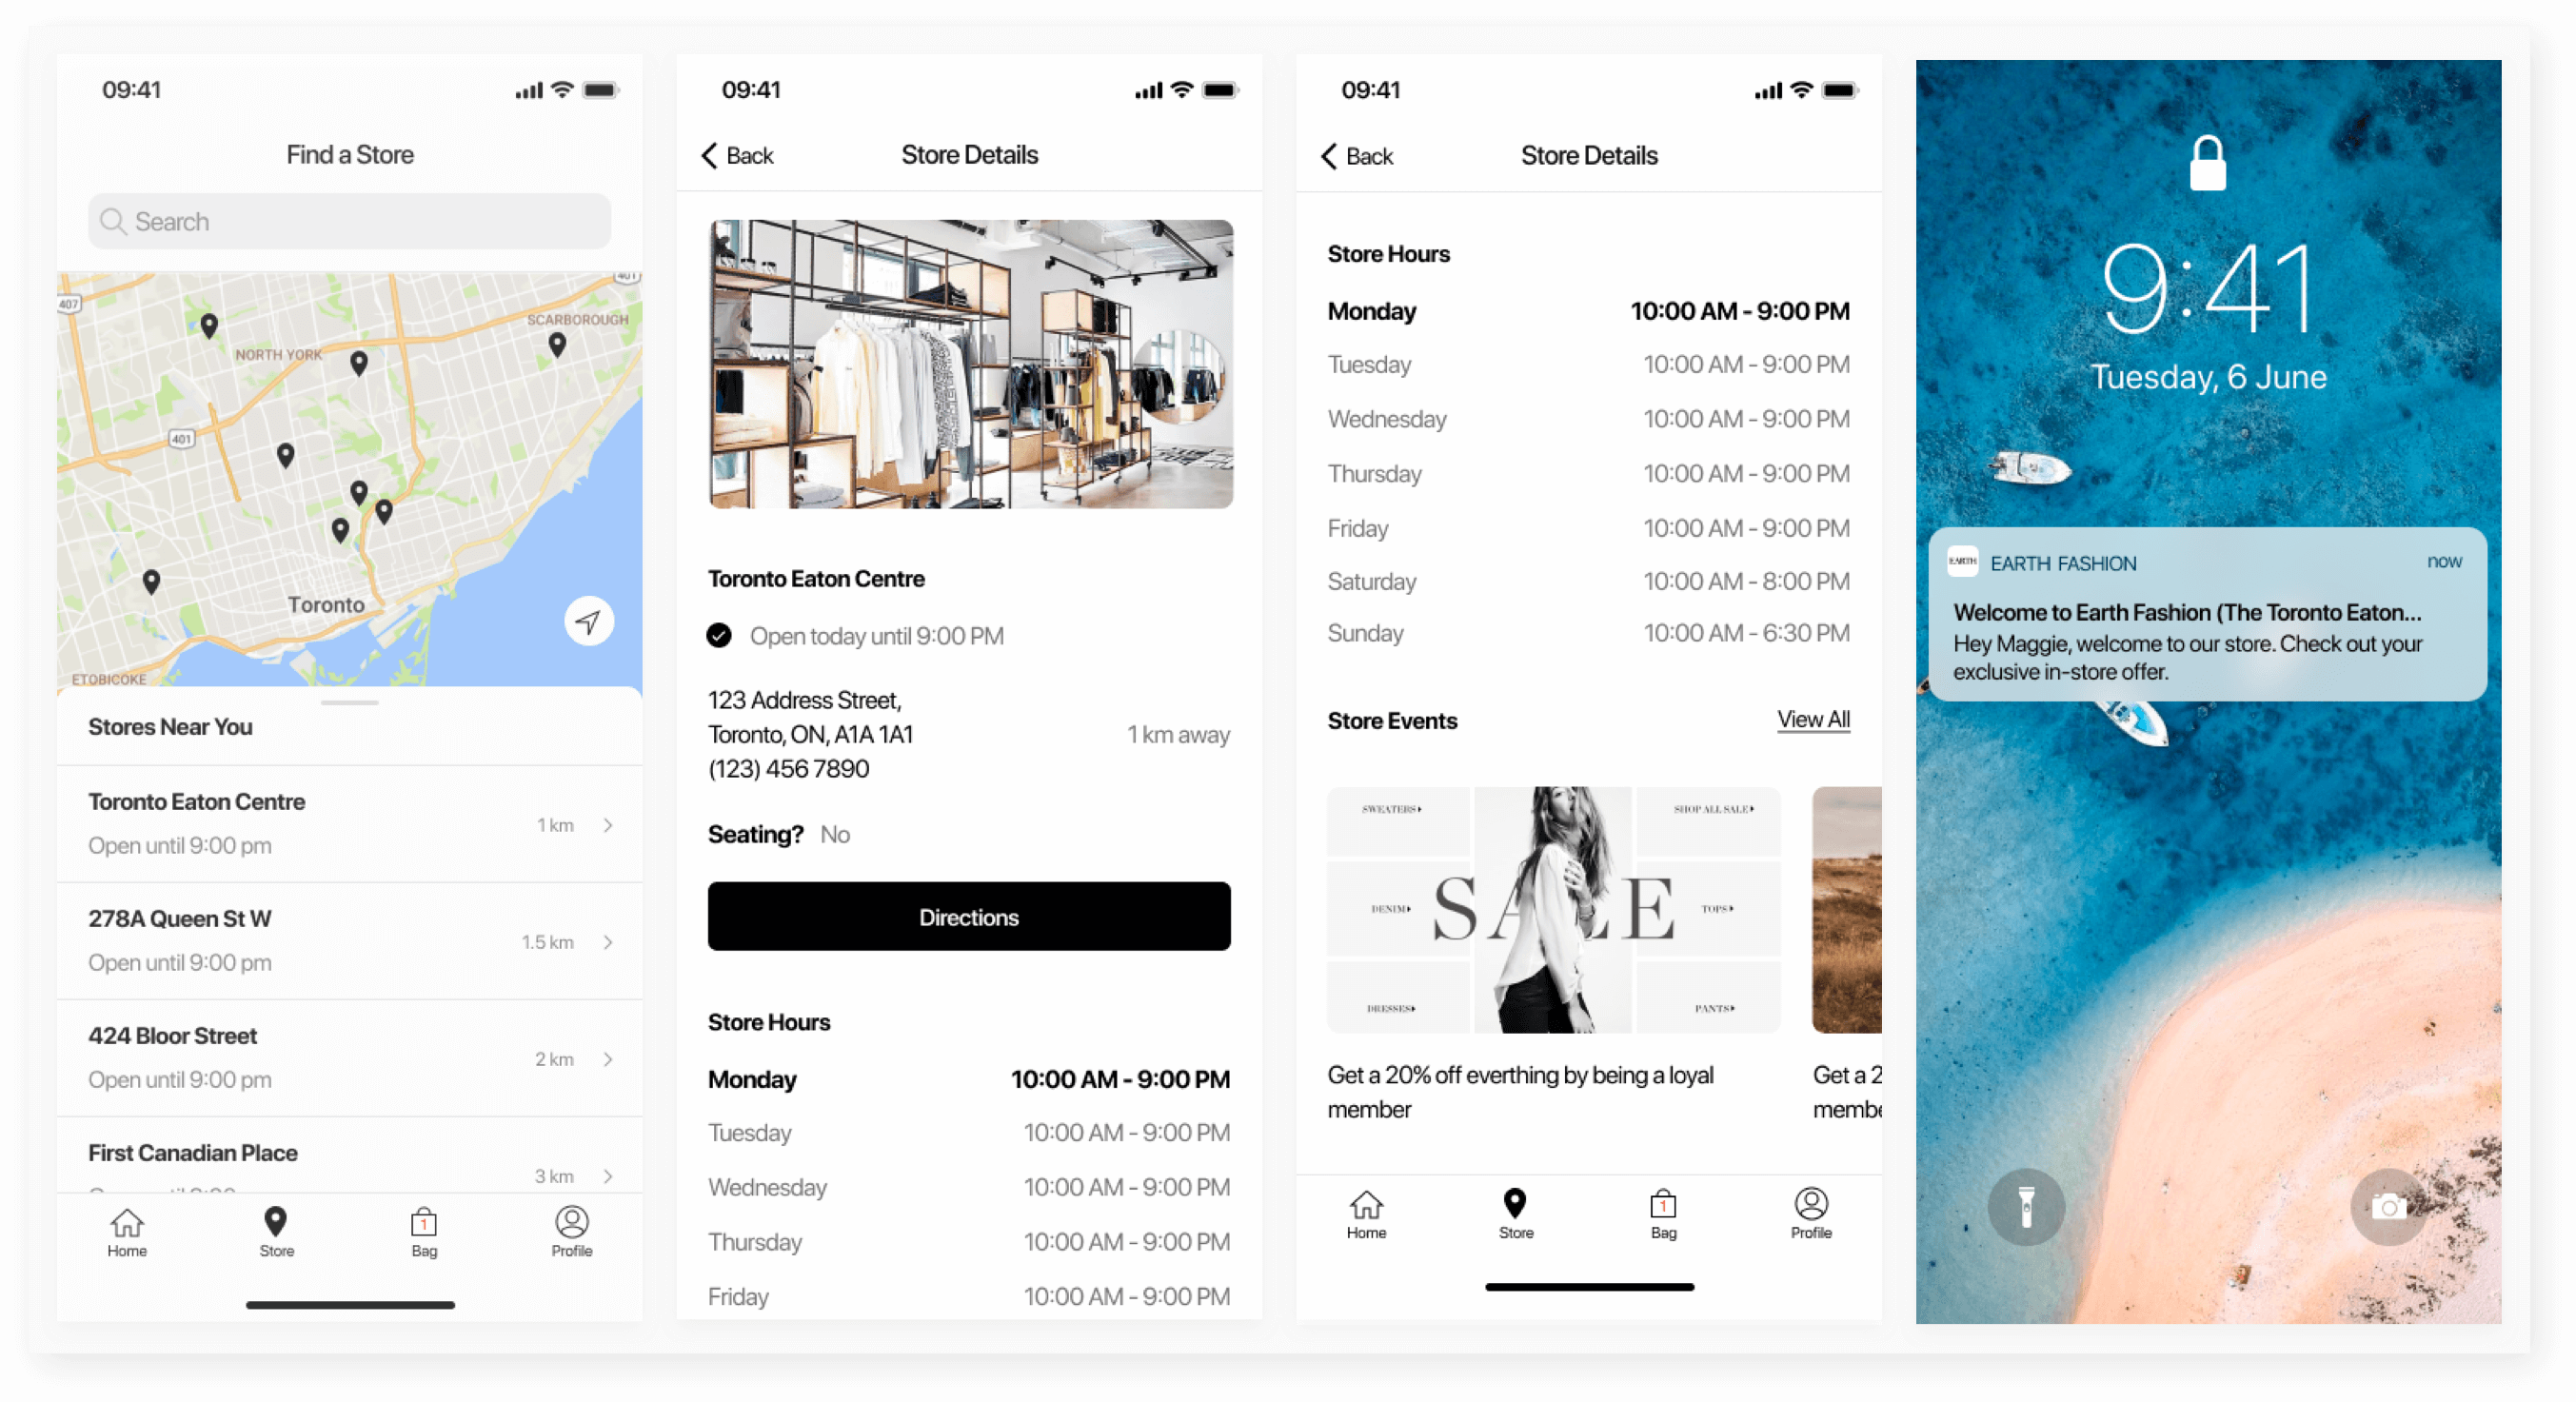 09:41
Find a Store
Search
401
407
SCARBOROUGH
NORTH YORK
401
Toronto
ETOBICOKE
Stores Near You
Toronto Eaton Centre
1 km
Open until 9:00 pm
278A Queen St W
1.5 km
Open until 9:00 pm
424 Bloor Street
2 km
Open until 9:00 pm
First Canadian Place
3 km
Home
Store
1
Bag
Profile
09:41
Back
Store Details
Toronto Eaton Centre
Open today until 9:00 PM
123 Address Street,
Toronto, ON, A1A 1A1
1 km away
(123) 456 7890
Seating? No
Directions
Store Hours
Monday 10:00 AM - 9:00 PM
Tuesday 10:00 AM - 9:00 PM
Wednesday 10:00 AM - 9:00 PM
Thursday 10:00 AM - 9:00 PM
Friday 10:00 AM - 9:00 PM
09:41
Back
Store Details
Store Hours
Monday 10:00 AM - 9:00 PM
Tuesday 10:00 AM - 9:00 PM
Wednesday 10:00 AM - 9:00 PM
Thursday 10:00 AM - 9:00 PM
Friday 10:00 AM - 9:00 PM
Saturday 10:00 AM - 8:00 PM
Sunday 10:00 AM - 6:30 PM
Store Events View All
SWEATERS SHOP ALL SALE
DENIM SALE TOPS
DRESSES PANTS
Get a 20% off everthing by being a loyal
member
Get a 2
membe
Home
Store
1
Bag
Profile
9:41
Tuesday, 6 June
EARTH
EARTH FASHION
now
Welcome to Earth Fashion (The Toronto Eaton...
Hey Maggie, welcome to our store. Check out your
exclusive in-store offer.